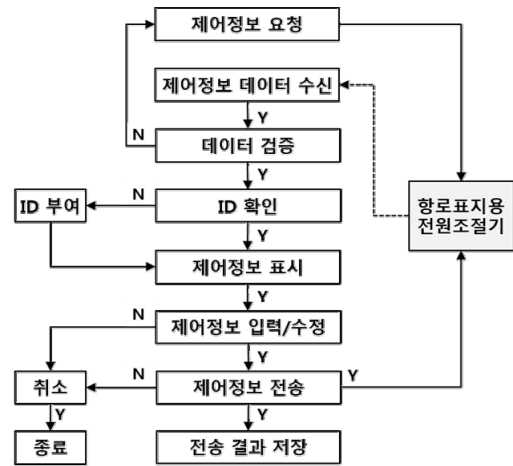 제어정보 요청
제어정보 데이터 수신
N
Y
데이터 검증
Y
N
ID 부여
ID 확인
항로표지용
전원조절기
Y
제어정보 표시
Y
N
제어정보 입력/수정
Y
N
Y
취소
제어정보 전송
Y
Y
종료
전송 결과 저장